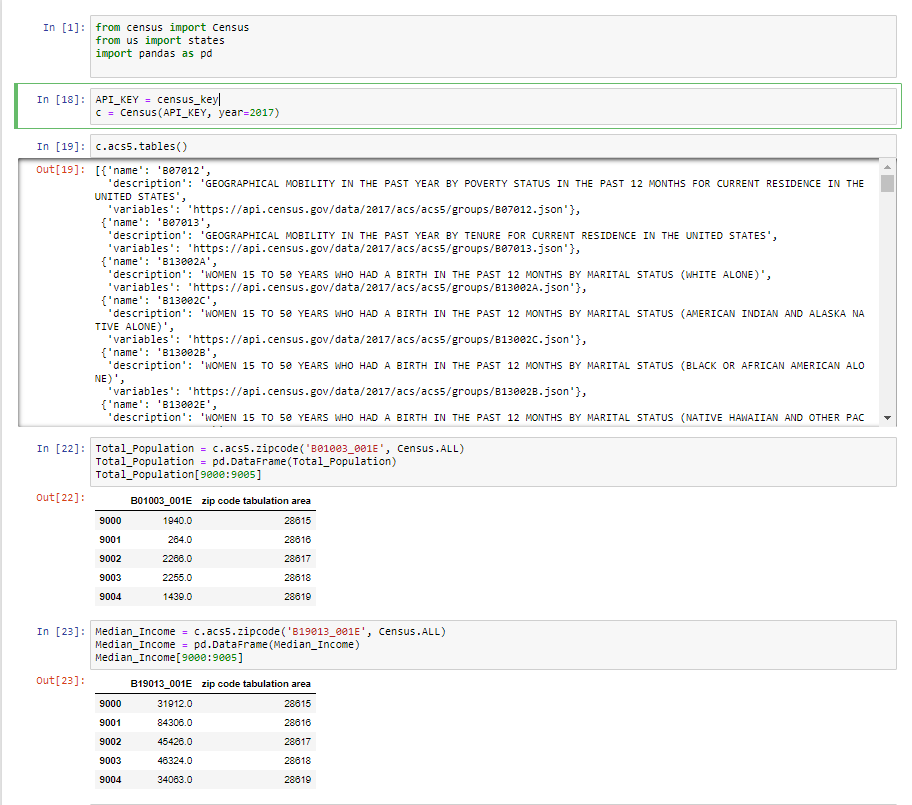 In [1]: from census import Census
from us import states
import pandas as pd
In [18]: API_KEY = census_key
c = Census(API_KEY, year=2017)
In [19]: c.acs5.tables()
Out[19]: [{'name': 'B07012',
'description': 'GEOGRAPHICAL MOBILITY IN THE PAST YEAR BY POVERTY STATUS IN THE PAST 12 MONTHS FOR CURRENT RESIDENCE IN THE
UNITED STATES',
'variables': 'https://api.census.gov/data/2017/acs/acs5/groups/B07012.json'},
{'name': 'B07013',
'description': 'GEOGRAPHICAL MOBILITY IN THE PAST YEAR BY TENURE FOR CURRENT RESIDENCE IN THE UNITED STATES',
'variables': 'https://api.census.gov/data/2017/acs/acs5/groups/B07013.json'},
{'name': 'B13002A',
'description': 'WOMEN 15 TO 50 YEARS WHO HAD A BIRTH IN THE PAST 12 MONTHS BY MARITAL STATUS (WHITE ALONE)',
'variables': 'https://api.census.gov/data/2017/acs/acs5/groups/B13002A.json'},
{'name': 'B13002C',
'description': 'WOMEN 15 TO 50 YEARS WHO HAD A BIRTH IN THE PAST 12 MONTHS BY MARITAL STATUS (AMERICAN INDIAN AND ALASKA NA
TIVE ALONE)',
'variables': 'https://api.census.gov/data/2017/acs/acs5/groups/B13002C.json'},
{'name': 'B13002B',
'description': 'WOMEN 15 TO 50 YEARS WHO HAD A BIRTH IN THE PAST 12 MONTHS BY MARITAL STATUS (BLACK OR AFRICAN AMERICAN ALO
NE)',
'variables': 'https://api.census.gov/data/2017/acs/acs5/groups/B13002B.json'},
{'name': 'B13002E',
'description': 'WOMEN 15 TO 50 YEARS WHO HAD A BIRTH IN THE PAST 12 MONTHS BY MARITAL STATUS (NATIVE HAWAIIAN AND OTHER PAC
In [22]: Total_Population = c.acs5.zipcode('B01003_001E', Census.ALL)
Total_Population = pd.DataFrame(Total_Population)
Total_Population[9000:9005]
Out[22]:
B01003_001E zip code tabulation area
9000 1940.0 28615
9001 264.0 28616
9002 2266.0 28617
9003 2255.0 28618
9004 1439.0 28619
In [23]: Median_Income = c.acs5.zipcode('B19013_001E', Census.ALL)
Median_Income = pd.DataFrame(Median_Income)
Median_Income[9000:9005]
Out[23]:
B19013_001E zip code tabulation area
9000 31912.0 28615
9001 84306.0 28616
9002 45426.0 28617
9003 46324.0 28618
9004 34063.0 28619